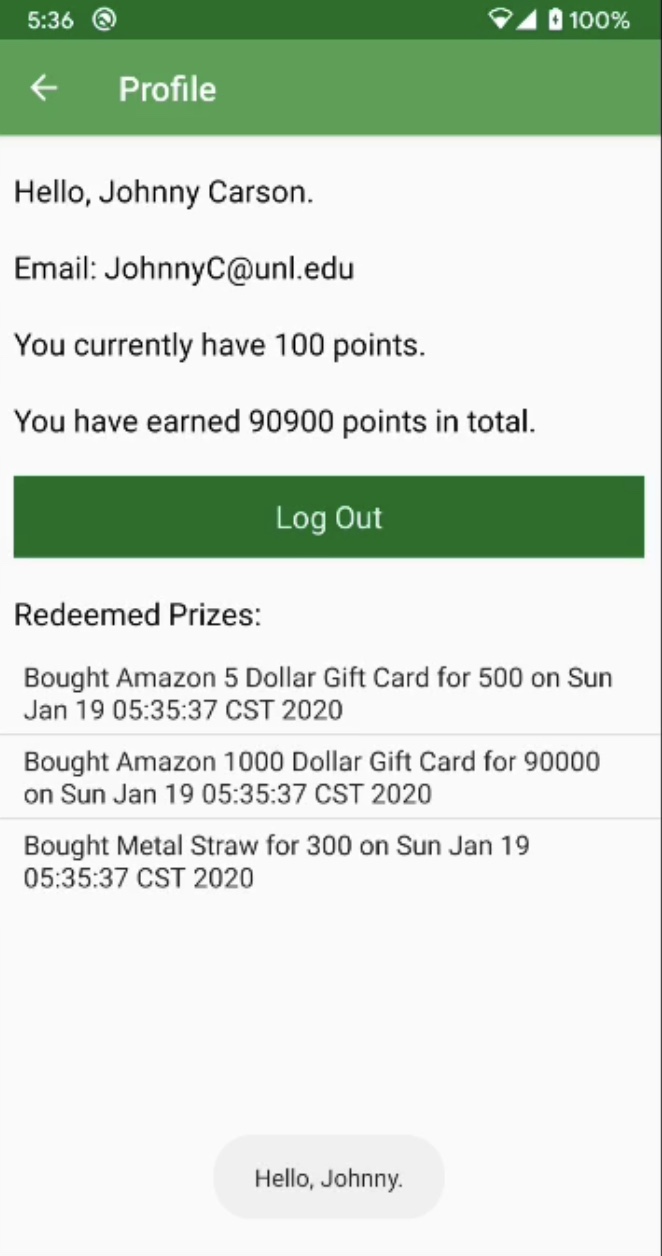 5:36 100%
Profile
Hello, Johnny Carson.
Email: JohnnyC@unl.edu
You currently have 100 points.
You have earned 90900 points in total.
Log Out
Redeemed Prizes:
Bought Amazon 5 Dollar Gift Card for 500 on Sun
Jan 19 05:35:37 CST 2020
Bought Amazon 1000 Dollar Gift Card for 90000
on Sun Jan 19 05:35:37 CST 2020
Bought Metal Straw for 300 on Sun Jan 19
05:35:37 CST 2020
Hello, Johnny.